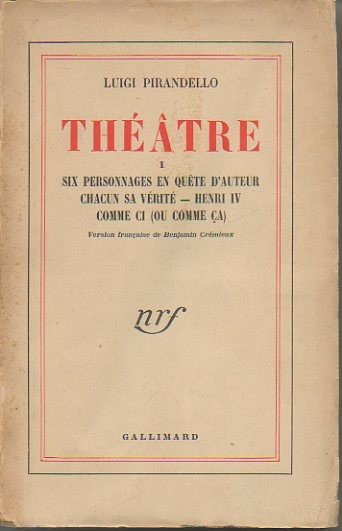 LUIGI PIRANDELLO
THÉÂTRE
I
SIX PERSONNAGES EN QUÊTE D'AUTEUR
CHACUN SA VÉRITÉ — HENRI IV
COMME CI (OU COMME ÇA)
Version française de Benjamin Crémieux
nrf
GALLIMARD